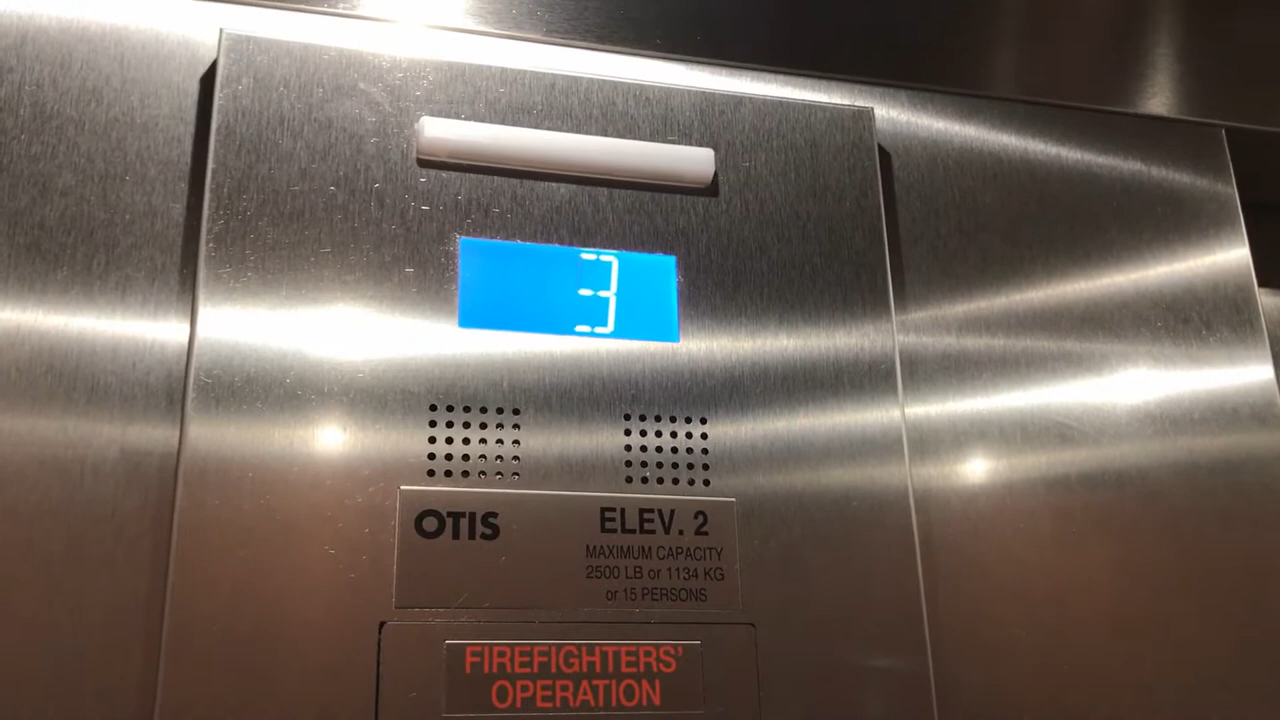 3
OTIS
ELEV. 2
MAXIMUM CAPACITY
2500 LB or 1134 KG
or 15 PERSONS
FIREFIGHTERS'
OPERATION